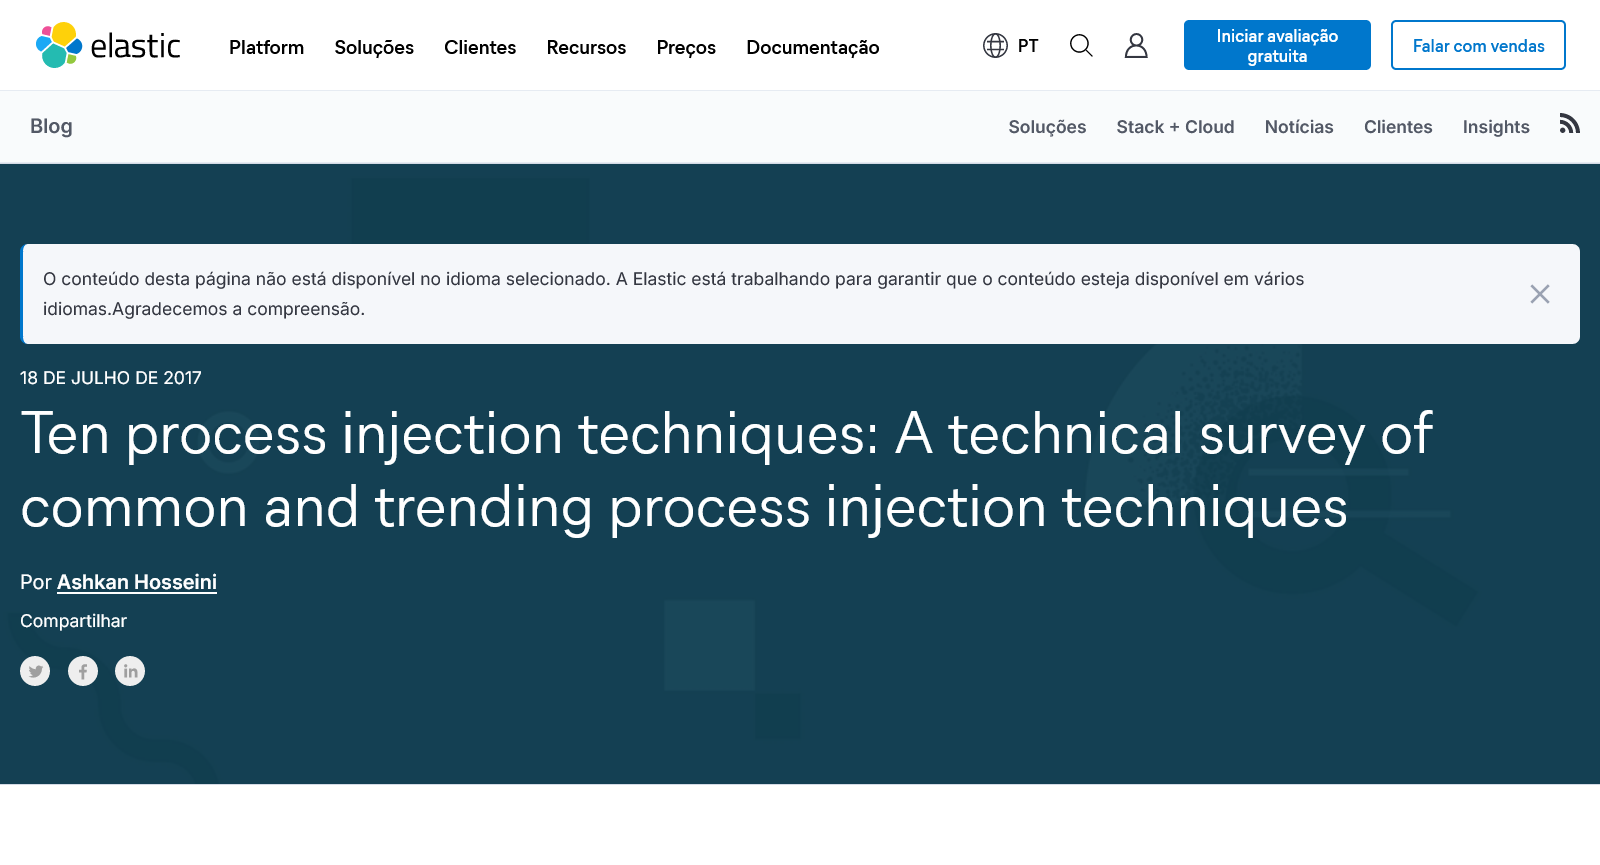 elastic
Platform Soluções Clientes Recursos Preços Documentação
PT
Iniciar avaliação
gratuita
Falar com vendas
Blog
Soluções Stack + Cloud Notícias Clientes Insights
O conteúdo desta página não está disponível no idioma selecionado. A Elastic está trabalhando para garantir que o conteúdo esteja disponível em vários
idiomas.Agradecemos a compreensão.
18 DE JULHO DE 2017
Ten process injection techniques: A technical survey of
common and trending process injection techniques
Por Ashkan Hosseini
Compartilhar